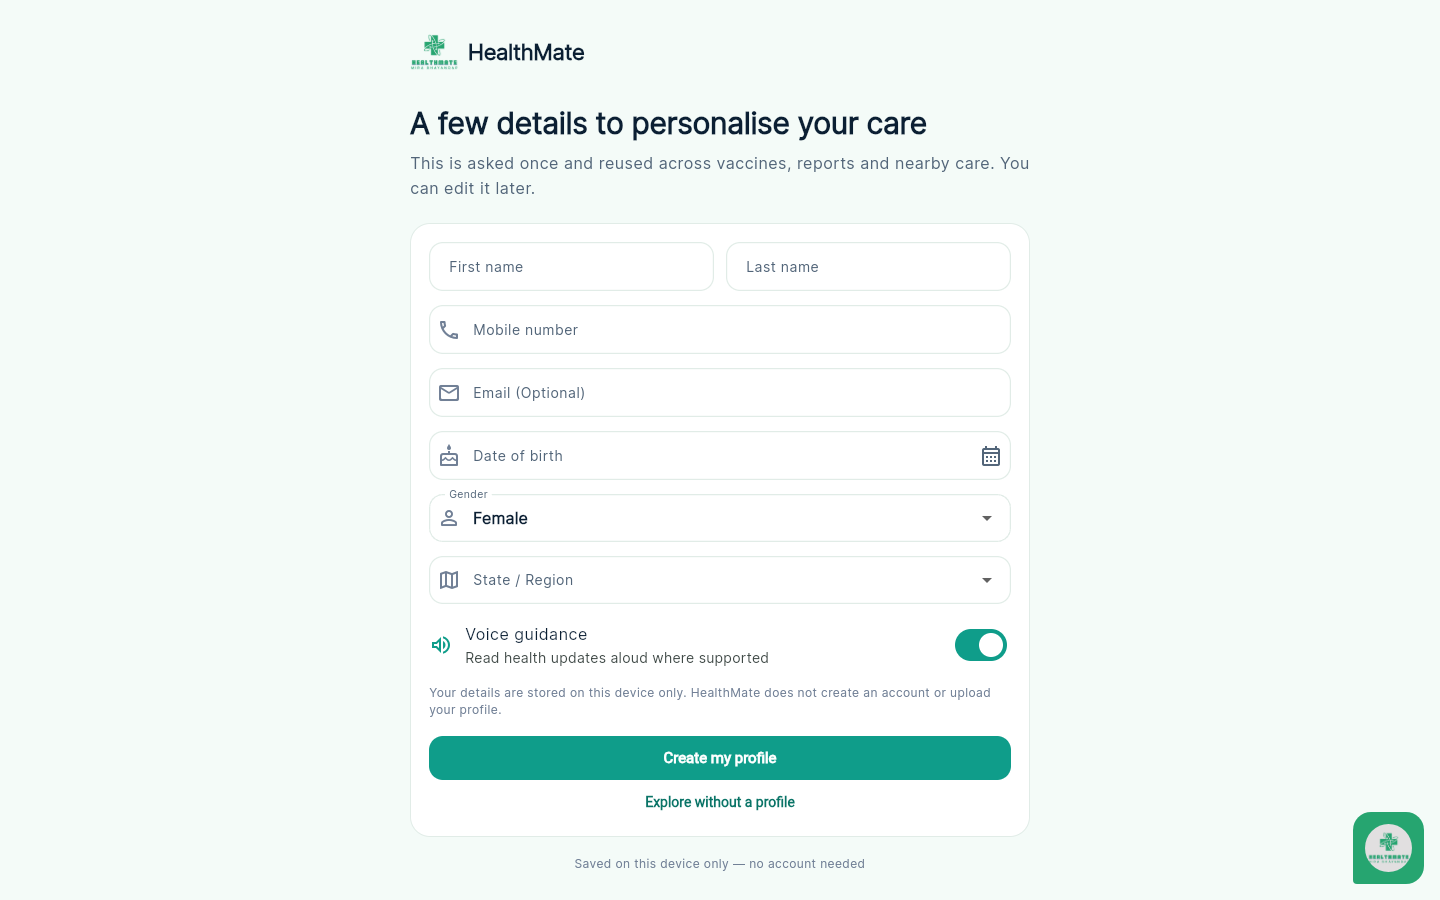 HEALTHMATE
HealthMate
A few details to personalise your care
This is asked once and reused across vaccines, reports and nearby care. You
can edit it later.
First name
Last name
Mobile number
Email (Optional)
Date of birth
Gender
Female
State / Region
Voice guidance
Read health updates aloud where supported
Your details are stored on this device only. HealthMate does not create an account or upload
your profile.
Create my profile
Explore without a profile
Saved on this device only — no account needed
HEALTHMATE